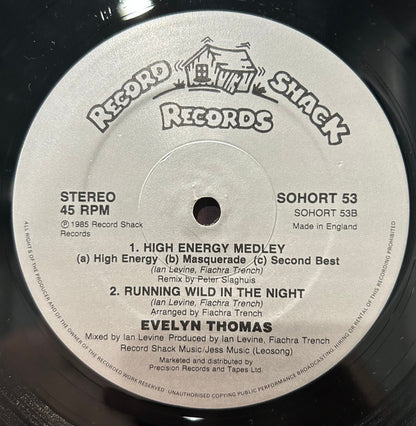 RECORD SHACK
RECORDS
STEREO
45 RPM
SOHORT 53
SOHORT 53B
℗ 1985 Record Shack
Records
Made in England
1. HIGH ENERGY MEDLEY
(a) High Energy (b) Masquerade (c) Second Best
(Ian Levine, Fiachra Trench)
Remix by Peter Slaghuis
2. RUNNING WILD IN THE NIGHT
(Ian Levine, Fiachra Trench)
Arranged by Fiachra Trench
EVELYN THOMAS
Mixed by Ian Levine Produced by Ian Levine, Fiachra Trench
Record Shack Music/Jess Music (Leosong)
Marketed and distributed by
Precision Records and Tapes Ltd.
ALL RIGHTS OF THE PRODUCER AND OF THE OWNER OF THE RECORDED WORK RESERVED · UNAUTHORISED COPYING PUBLIC PERFORMANCE BROADCASTING HIRING OR RENTAL OF THIS RECORD PROHIBITED